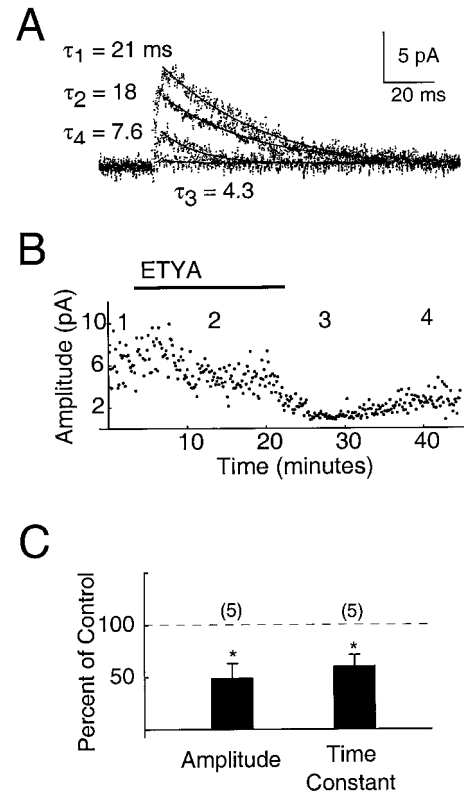 A
τ1 = 21 ms
τ2 = 18
τ4 = 7.6
τ3 = 4.3
5 pA
20 ms
B
ETYA
1 2 3 4
Amplitude (pA)
10
6
2
10 20 30 40
Time (minutes)
C
Percent of Control
100
50
(5) (5)
* *
Amplitude
Time
Constant